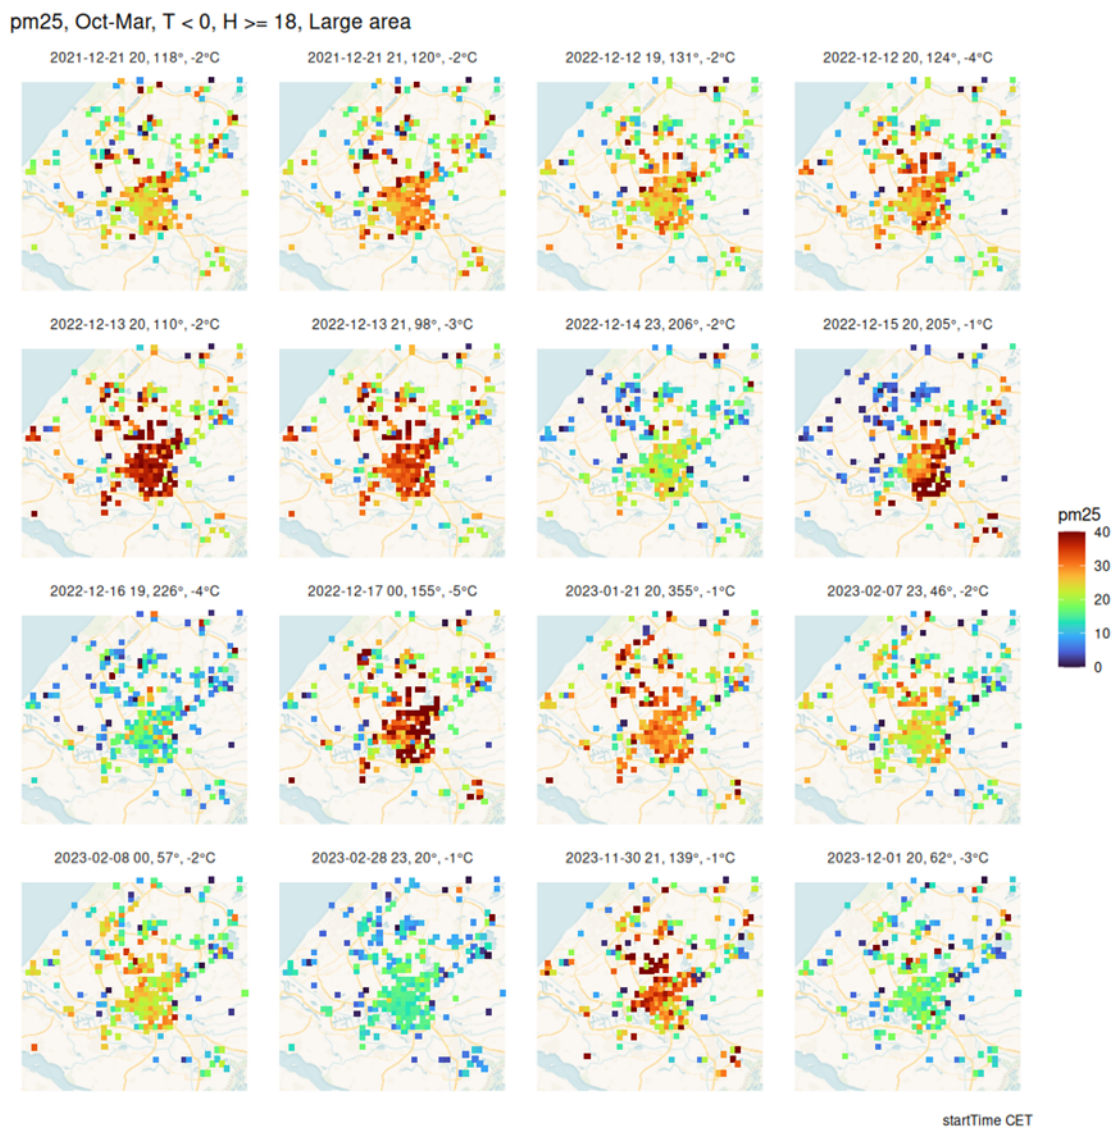 pm25, Oct-Mar, T < 0, H >= 18, Large area
2021-12-21 20, 118°, -2°C
2021-12-21 21, 120°, -2°C
2022-12-12 19, 131°, -2°C
2022-12-12 20, 124°, -4°C
2022-12-13 20, 110°, -2°C
2022-12-13 21, 98°, -3°C
2022-12-14 23, 206°, -2°C
2022-12-15 20, 205°, -1°C
2022-12-16 19, 226°, -4°C
2022-12-17 00, 155°, -5°C
2023-01-21 20, 355°, -1°C
2023-02-07 23, 46°, -2°C
2023-02-08 00, 57°, -2°C
2023-02-28 23, 20°, -1°C
2023-11-30 21, 139°, -1°C
2023-12-01 20, 62°, -3°C
pm25
40
30
20
10
0
startTime CET